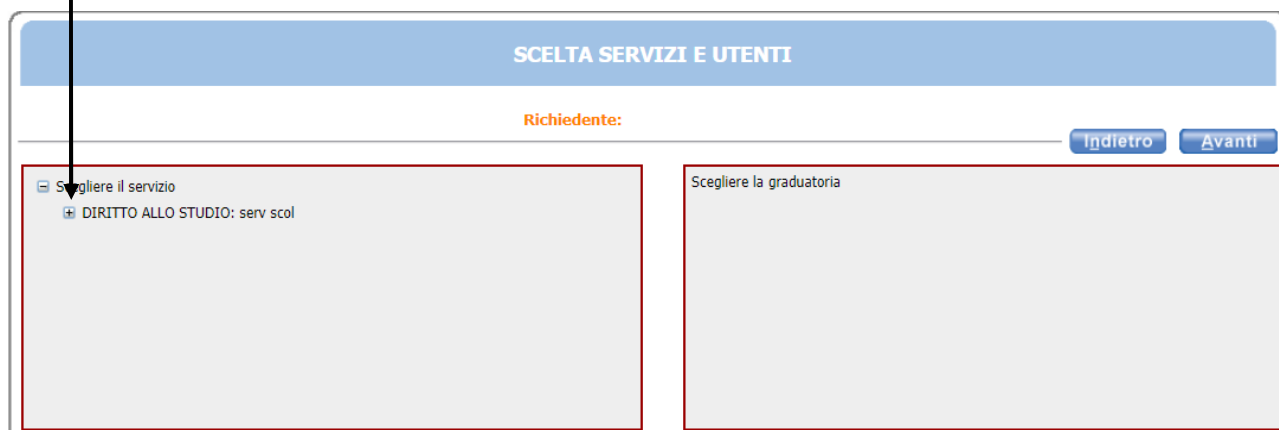 SCELTA SERVIZI E UTENTI
Richiedente:
Indietro Avanti
Scegliere il servizio
DIRITTO ALLO STUDIO: serv scol
Scegliere la graduatoria